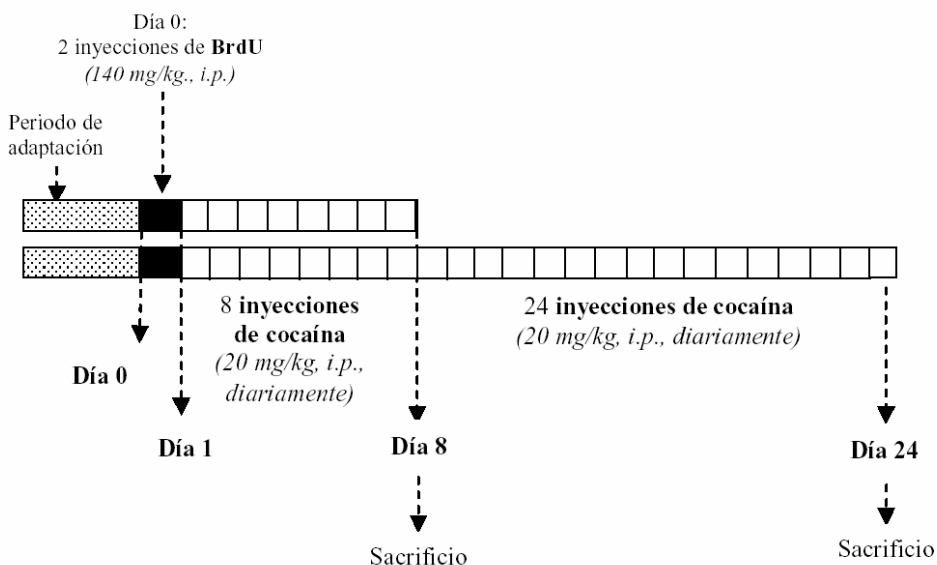 Día 0:
2 inyecciones de BrdU
(140 mg/kg., i.p.)
Periodo de
adaptación
8 inyecciones
de cocaína
(20 mg/kg, i.p.,
diariamente)
24 inyecciones de cocaína
(20 mg/kg, i.p., diariamente)
Día 0
Día 1
Día 8
Día 24
Sacrificio
Sacrificio